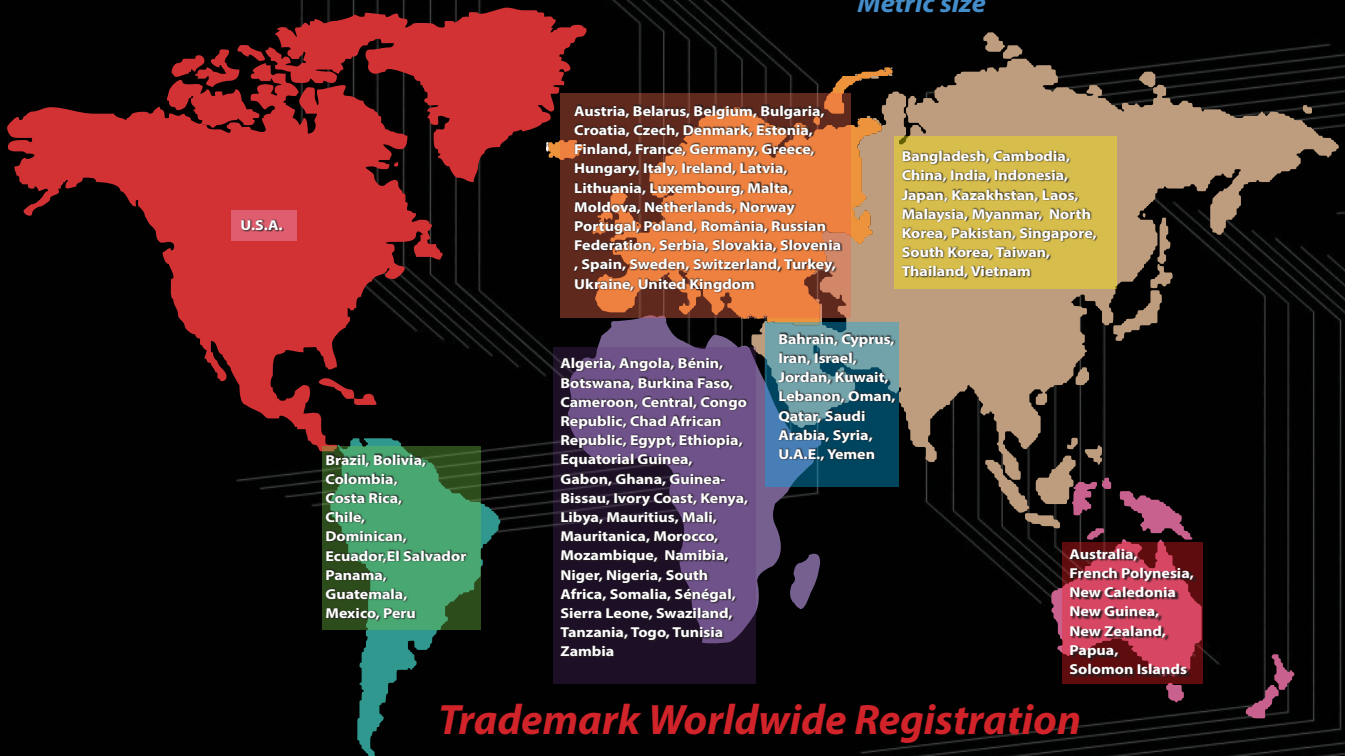 Metric size
U.S.A.
Austria, Belarus, Belgium, Bulgaria,
Croatia, Czech, Denmark, Estonia,
Finland, France, Germany, Greece,
Hungary, Italy, Ireland, Latvia,
Lithuania, Luxembourg, Malta,
Moldova, Netherlands, Norway
Portugal, Poland, România, Russian
Federation, Serbia, Slovakia, Slovenia
, Spain, Sweden, Switzerland, Turkey,
Ukraine, United Kingdom
Bangladesh, Cambodia,
China, India, Indonesia,
Japan, Kazakhstan, Laos,
Malaysia, Myanmar, North
Korea, Pakistan, Singapore,
South Korea, Taiwan,
Thailand, Vietnam
Bahrain, Cyprus,
Iran, Israel,
Jordan, Kuwait,
Lebanon, Oman,
Qatar, Saudi
Arabia, Syria,
U.A.E., Yemen
Algeria, Angola, Bénin,
Botswana, Burkina Faso,
Cameroon, Central, Congo
Republic, Chad African
Republic, Egypt, Ethiopia,
Equatorial Guinea,
Gabon, Ghana, Guinea-
Bissau, Ivory Coast, Kenya,
Libya, Mauritius, Mali,
Mauritanica, Morocco,
Mozambique, Namibia,
Niger, Nigeria, South
Africa, Somalia, Sénégal,
Sierra Leone, Swaziland,
Tanzania, Togo, Tunisia
Zambia
Brazil, Bolivia,
Colombia,
Costa Rica,
Chile,
Dominican,
Ecuador,El Salvador
Panama,
Guatemala,
Mexico, Peru
Australia,
French Polynesia,
New Caledonia
New Guinea,
New Zealand,
Papua,
Solomon Islands
Trademark Worldwide Registration